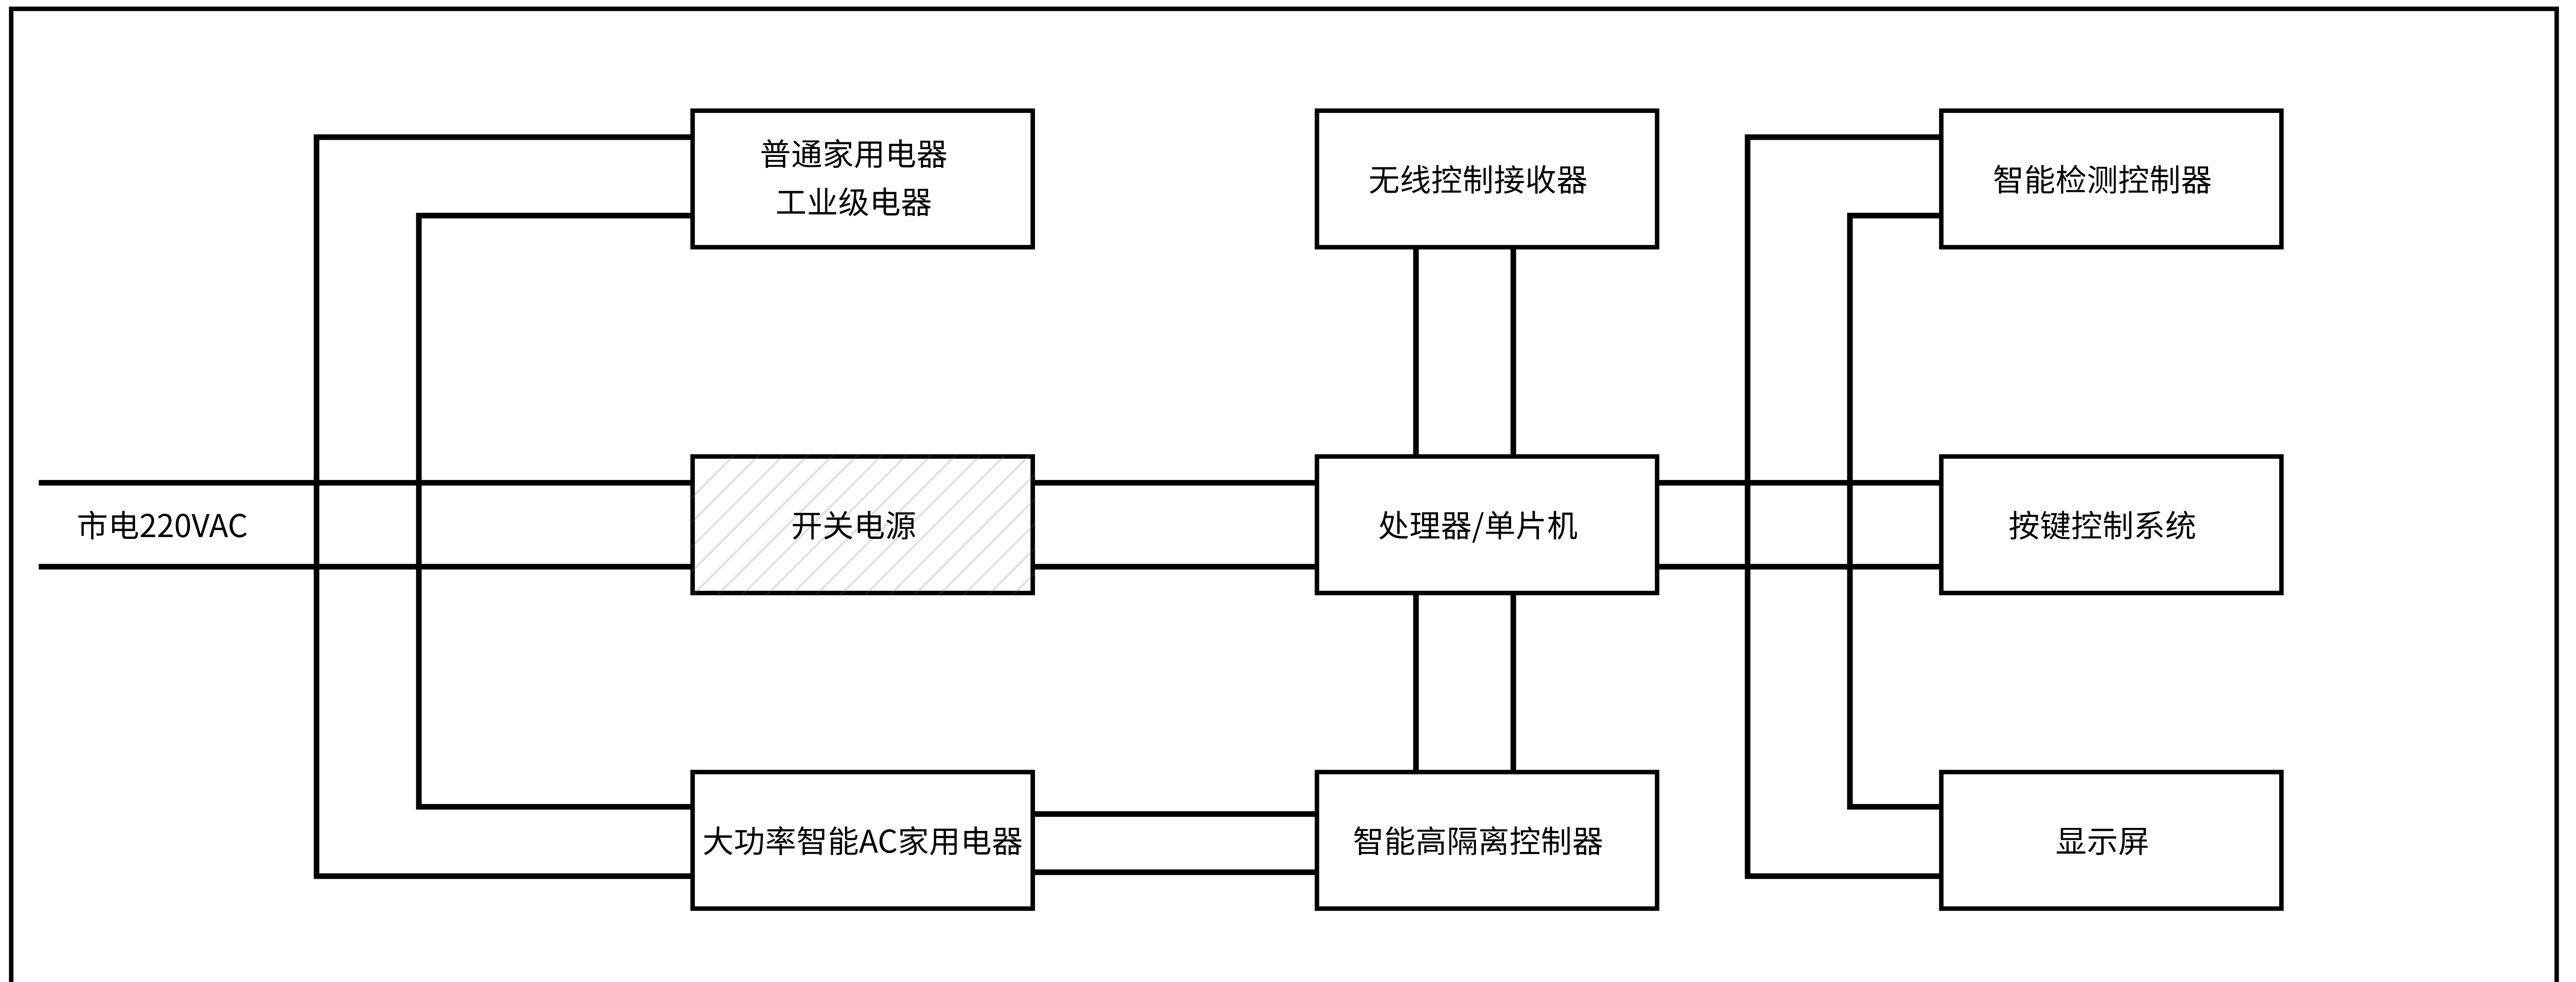 普通家用电器
工业级电器
无线控制接收器
智能检测控制器
市电220VAC
开关电源
处理器/单片机
按键控制系统
大功率智能AC家用电器
智能高隔离控制器
显示屏